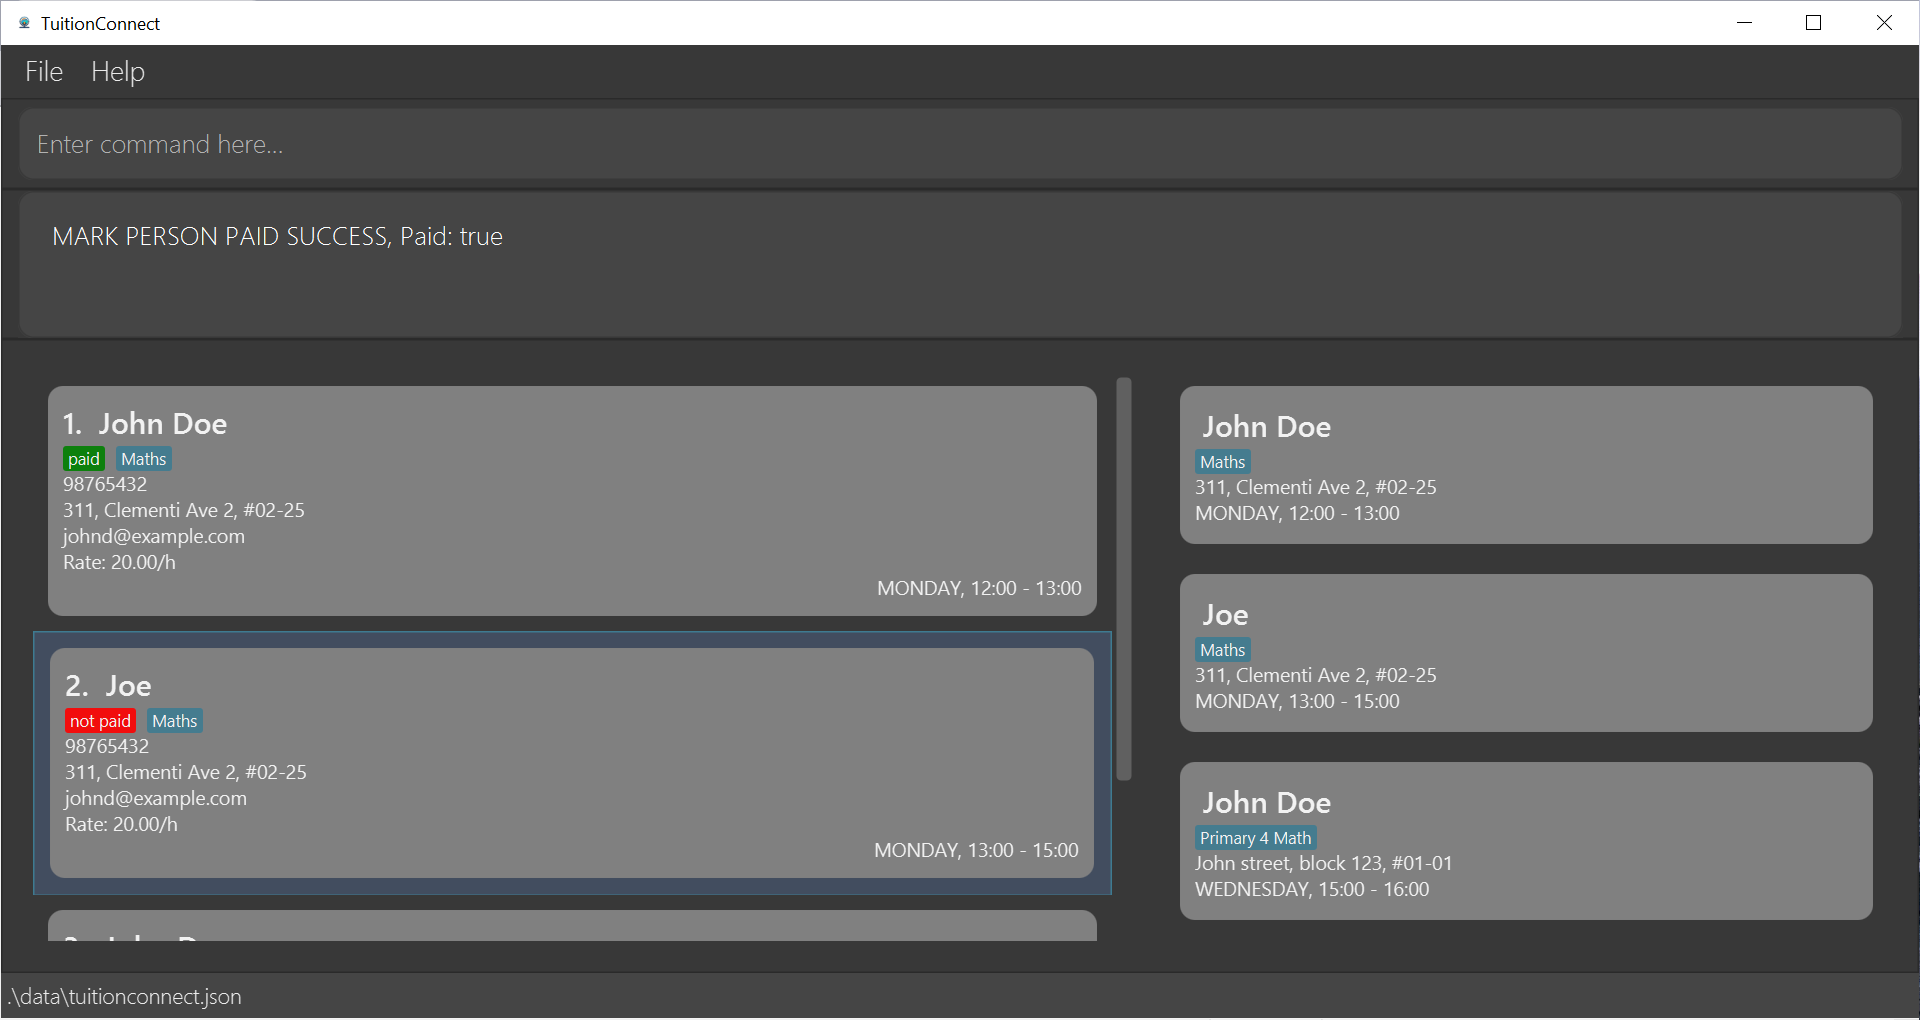 TuitionConnect
File Help
Enter command here...
MARK PERSON PAID SUCCESS, Paid: true
1. John Doe
paid Maths
98765432
311, Clementi Ave 2, #02-25
johnd@example.com
Rate: 20.00/h
MONDAY, 12:00 - 13:00
2. Joe
not paid Maths
98765432
311, Clementi Ave 2, #02-25
johnd@example.com
Rate: 20.00/h
MONDAY, 13:00 - 15:00
John Doe
Maths
311, Clementi Ave 2, #02-25
MONDAY, 12:00 - 13:00
Joe
Maths
311, Clementi Ave 2, #02-25
MONDAY, 13:00 - 15:00
John Doe
Primary 4 Math
John street, block 123, #01-01
WEDNESDAY, 15:00 - 16:00
.\data\tuitionconnect.json